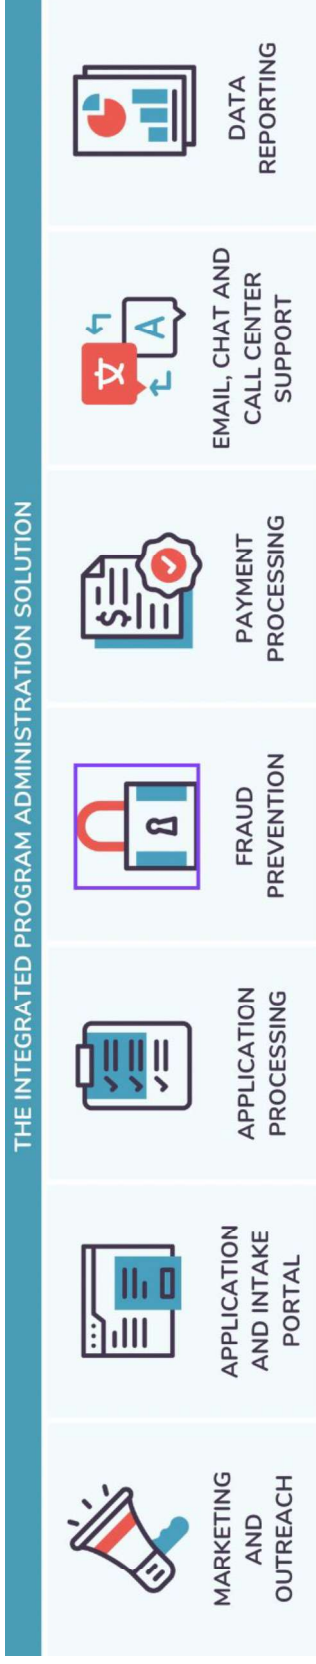 THE INTEGRATED PROGRAM ADMINISTRATION SOLUTION
MARKETING
AND
OUTREACH
APPLICATION
AND INTAKE
PORTAL
APPLICATION
PROCESSING
FRAUD
PREVENTION
$
PAYMENT
PROCESSING
文
A
EMAIL, CHAT AND
CALL CENTER
SUPPORT
DATA
REPORTING